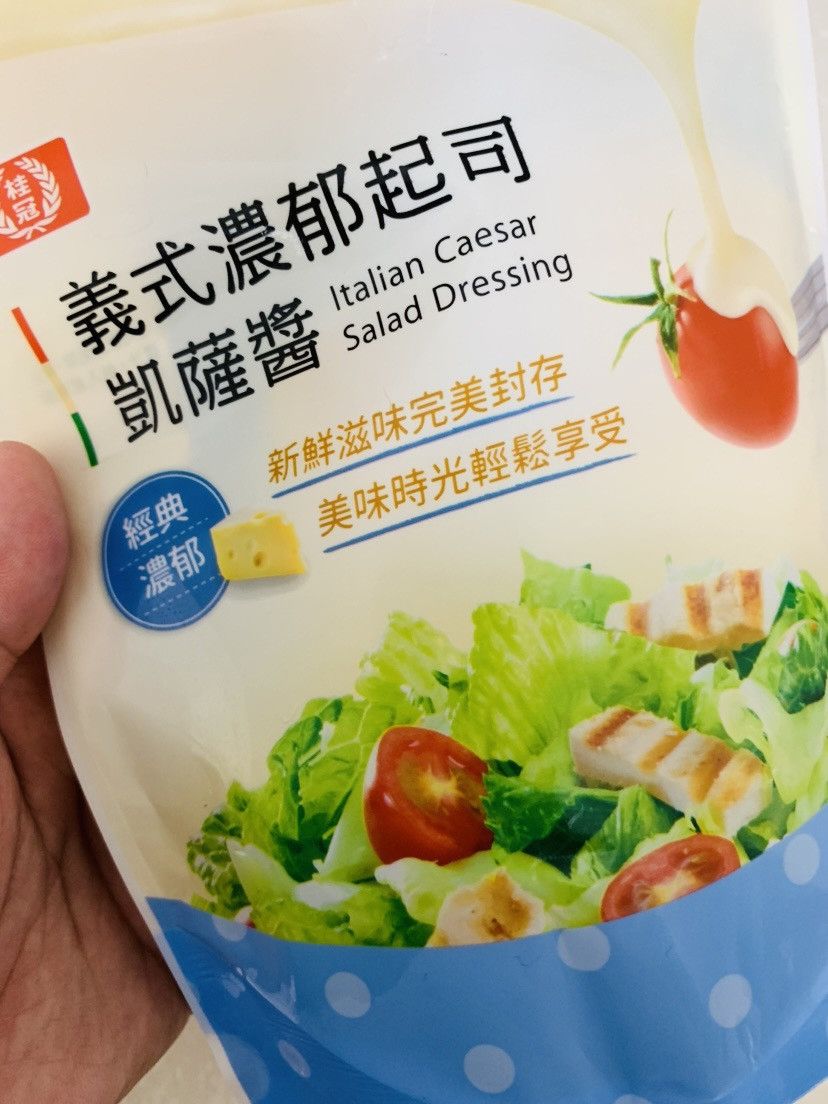 桂冠
義式濃郁起司
凱薩醬
Italian Caesar
Salad Dressing
新鮮滋味完美封存
美味時光輕鬆享受
經典
濃郁